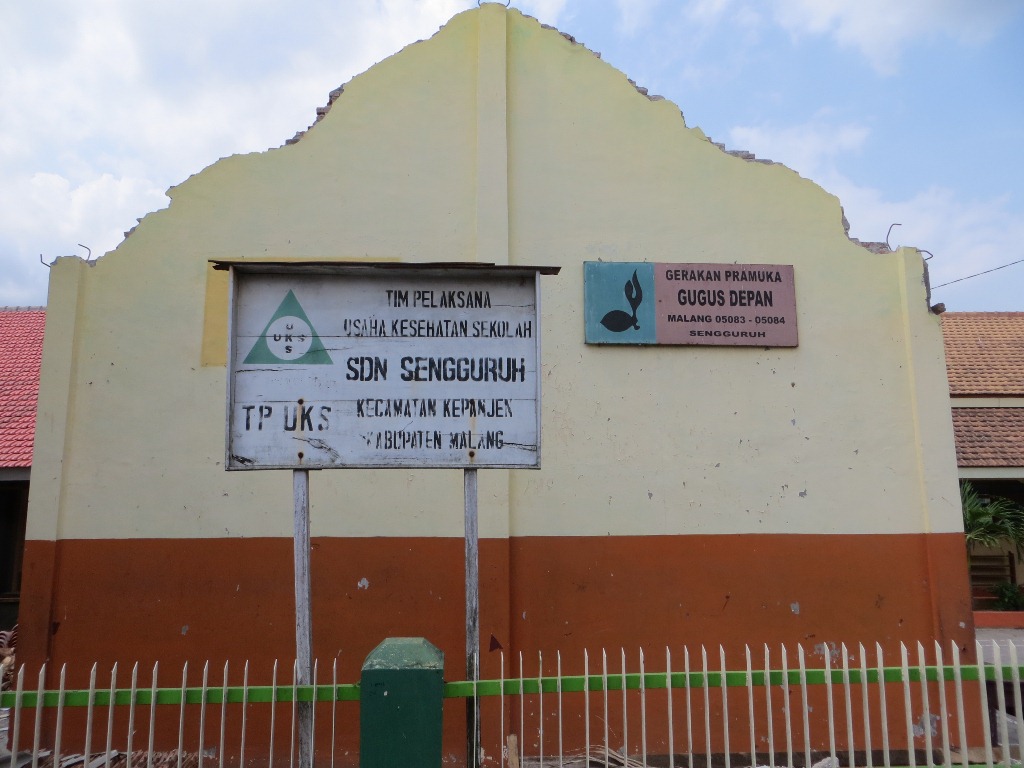 TIM PELAKSANA
USAHA KESEHATAN SEKOLAH
SDN SENGGURUH
KECAMATAN KEPANJEN
KABUPATEN MALANG
U
UKS
S
TP UKS
GERAKAN PRAMUKA
GUGUS DEPAN
MALANG 05083 - 05084
SENGGURUH